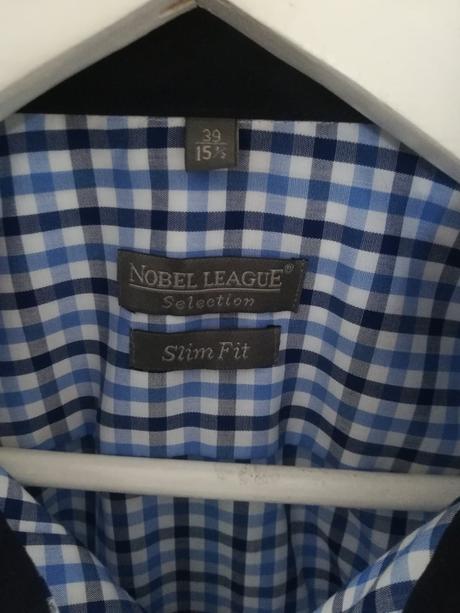 39
15½
NOBEL LEAGUE®
Selection
Slim Fit